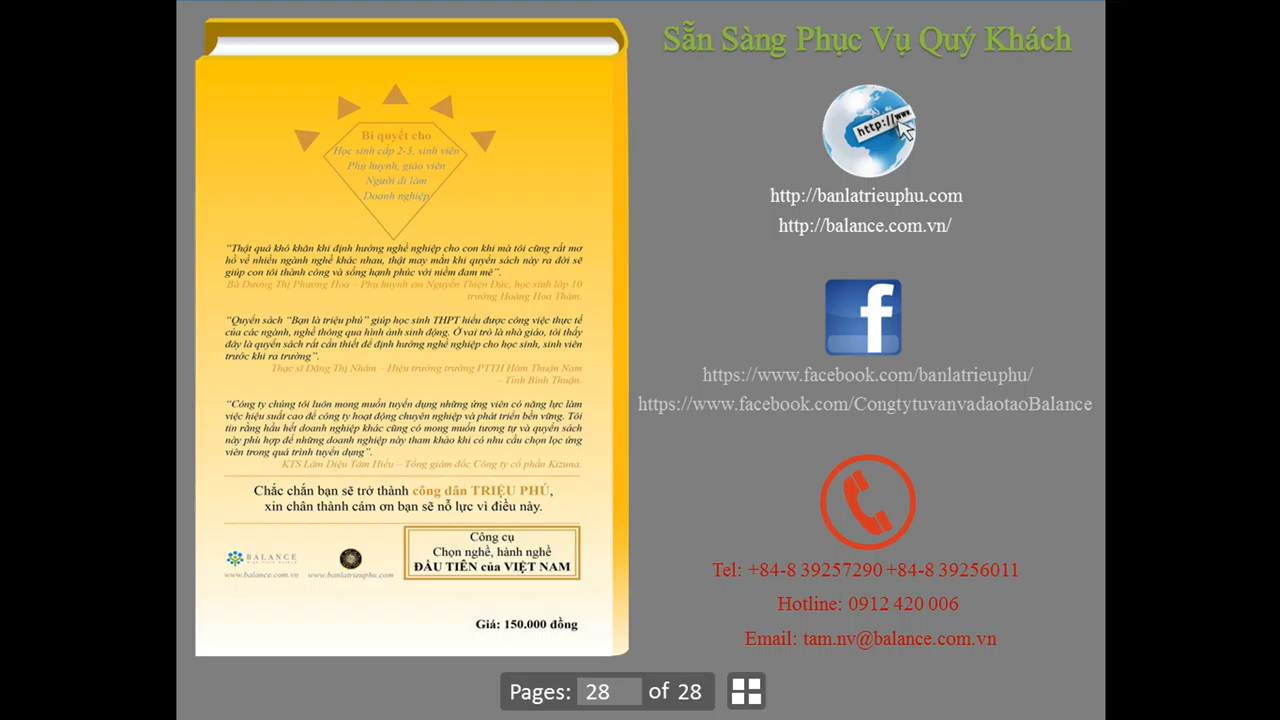 Bí quyết cho
Học sinh cấp 2-3, sinh viên
Phụ huynh, giáo viên
Người đi làm
Doanh nghiệp
“Thật quá khó khăn khi định hướng nghề nghiệp cho con khi mà tôi cũng rất mơ
hồ về nhiều ngành nghề khác nhau, thật may mắn khi quyển sách này ra đời sẽ
giúp con tôi thành công và sống hạnh phúc với niềm đam mê”.
Bà Dương Thị Phương Hoa – Phụ huynh em Nguyễn Thiện Đức, học sinh lớp 10
trường Hoàng Hoa Thám.
“Quyển sách “Bạn là triệu phú” giúp học sinh THPT hiểu được công việc thực tế
của các ngành, nghề thông qua hình ảnh sinh động. Ở vai trò là nhà giáo, tôi thấy
đây là quyển sách rất cần thiết để định hướng nghề nghiệp cho học sinh, sinh viên
trước khi ra trường”.
Thạc sĩ Đặng Thị Nhâm – Hiệu trưởng trường PTTH Hàm Thuận Nam
– Tỉnh Bình Thuận.
“Công ty chúng tôi luôn mong muốn tuyển dụng những ứng viên có năng lực làm
việc hiệu suất cao để công ty hoạt động chuyên nghiệp và phát triển bền vững. Tôi
tin rằng hầu hết doanh nghiệp khác cũng có mong muốn tương tự và quyển sách
này phù hợp để những doanh nghiệp này tham khảo khi có nhu cầu chọn lọc ứng
viên trong quá trình tuyển dụng”.
KTS Lâm Diệu Tâm Hiếu – Tổng giám đốc Công ty cổ phần Kizuna.
Chắc chắn bạn sẽ trở thành công dân TRIỆU PHÚ,
xin chân thành cám ơn bạn sẽ nỗ lực vì điều này.
BALANCE
www.balance.com.vn www.banlatrieuphu.com
Công cụ
Chọn nghề, hành nghề
ĐẦU TIÊN của VIỆT NAM
Giá: 150.000 đồng
Sẵn Sàng Phục Vụ Quý Khách
http://www
http://banlatrieuphu.com
http://balance.com.vn/
f
https://www.facebook.com/banlatrieuphu/
https://www.facebook.com/CongtytuvanvadaotaoBalance
Tel: +84-8 39257290 +84-8 39256011
Hotline: 0912 420 006
Email: tam.nv@balance.com.vn
Pages: 28 of 28